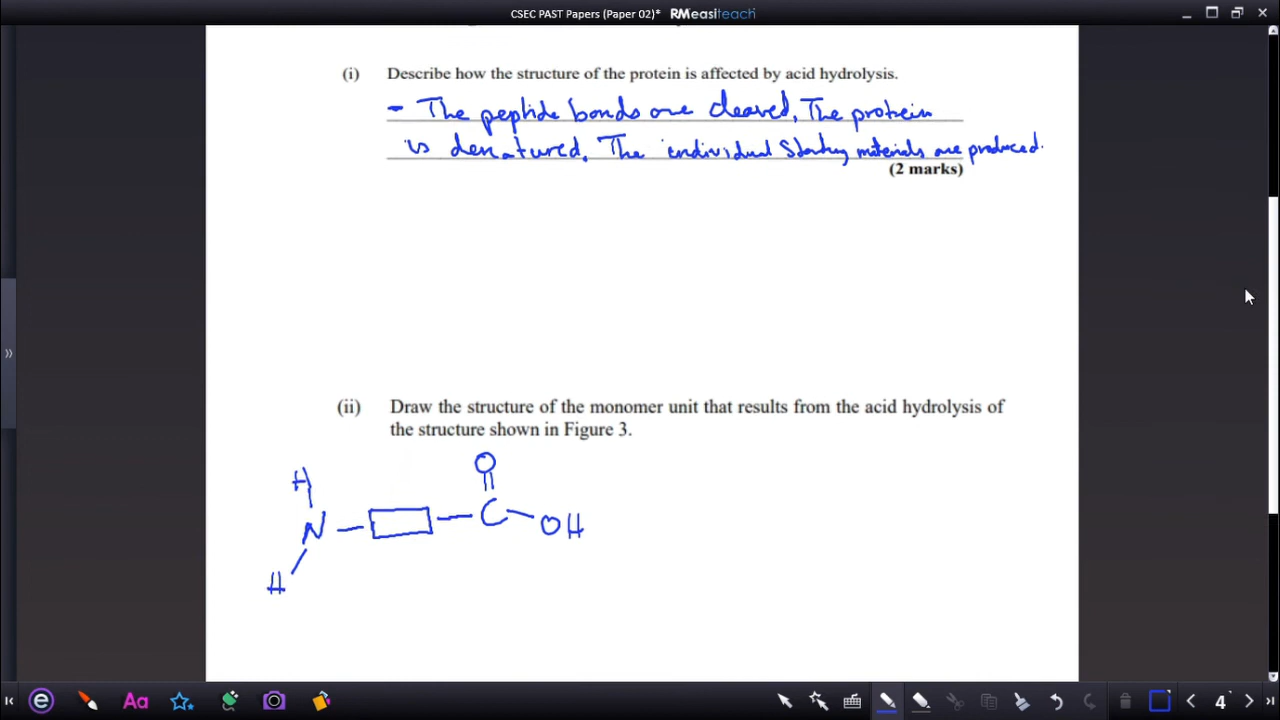 CSEC PAST Papers (Paper 02)* RMeasiteach
(i) Describe how the structure of the protein is affected by acid hydrolysis.
- The peptide bonds are cleaved. The protein
is denatured. The individual Starting materials are produced.
(2 marks)
(ii) Draw the structure of the monomer unit that results from the acid hydrolysis of
the structure shown in Figure 3.
O
H
N C OH
H
e Aa 4